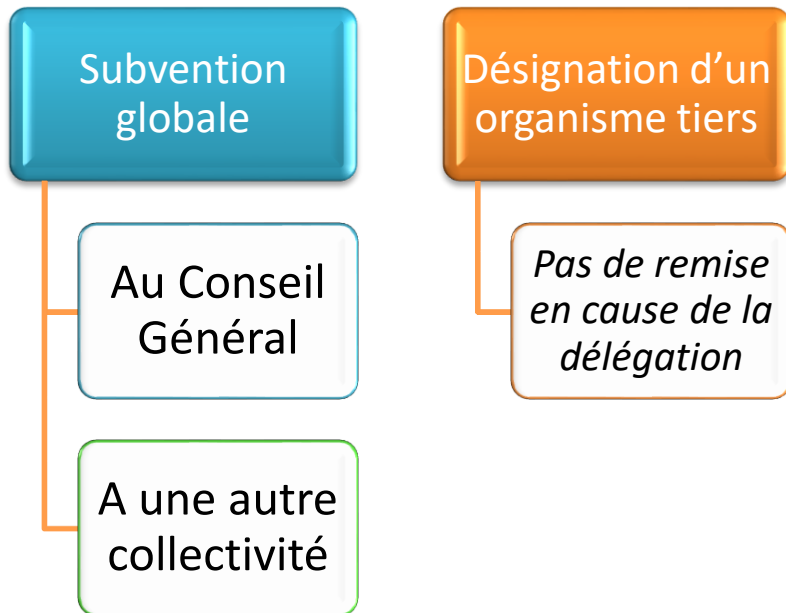 Subvention
globale
Au Conseil
Général
A une autre
collectivité
Désignation d’un
organisme tiers
Pas de remise
en cause de la
délégation